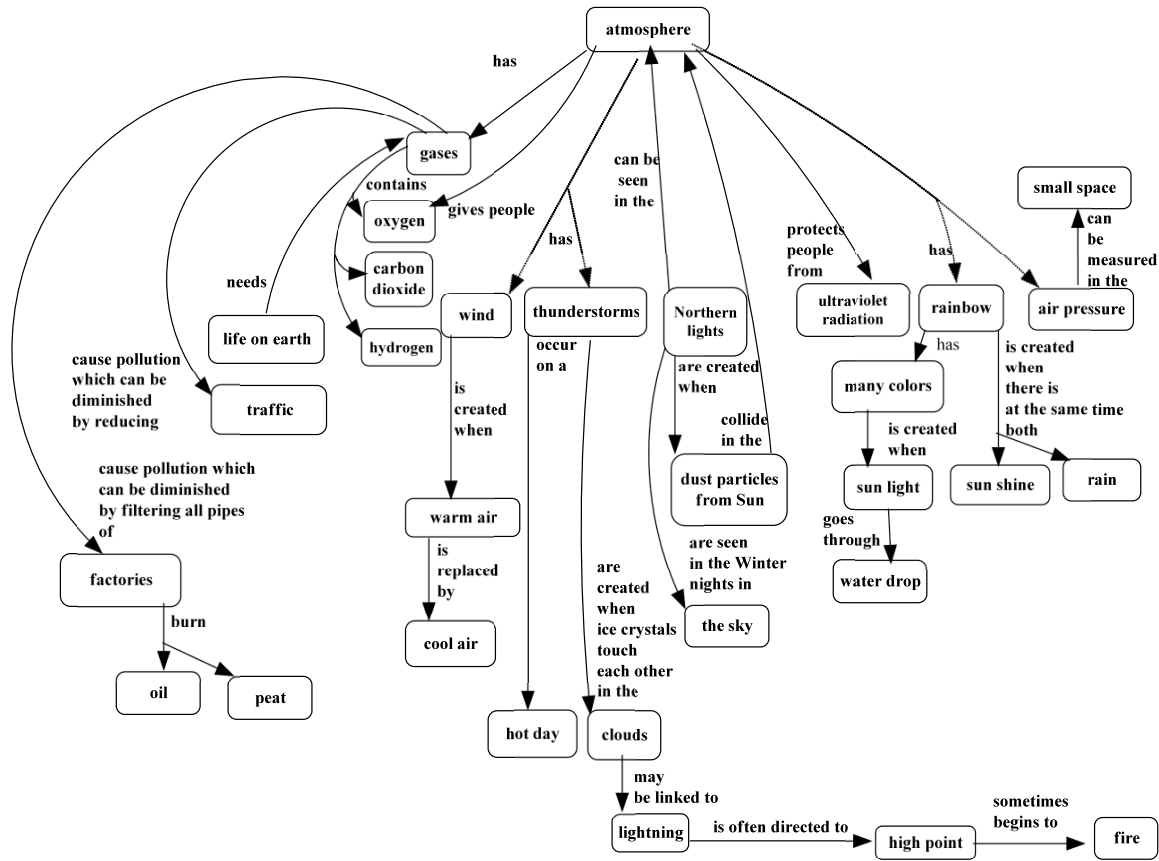 atmosphere
has
gases
can be
seen
in the
small space
contains
oxygen
gives people
can
be
measured
in the
protects
people
from
has
has
carbon
dioxide
needs
wind
thunderstorms
Northern
lights
ultraviolet
radiation
rainbow
air pressure
life on earth
hydrogen
occur
on a
has
is created
when
there is
at the same time
both
cause pollution
which can be
diminished
by reducing
are created
when
many colors
traffic
is
created
when
collide
in the
is created
when
cause pollution which
can be diminished
by filtering all pipes
of
dust particles
from Sun
sun light
sun shine
rain
warm air
goes
through
is
replaced
by
are seen
in the Winter
nights in
factories
are
created
when
ice crystals
touch
each other
in the
water drop
burn
the sky
cool air
oil
peat
hot day
clouds
may
be linked to
lightning
is often directed to
high point
sometimes
begins to
fire